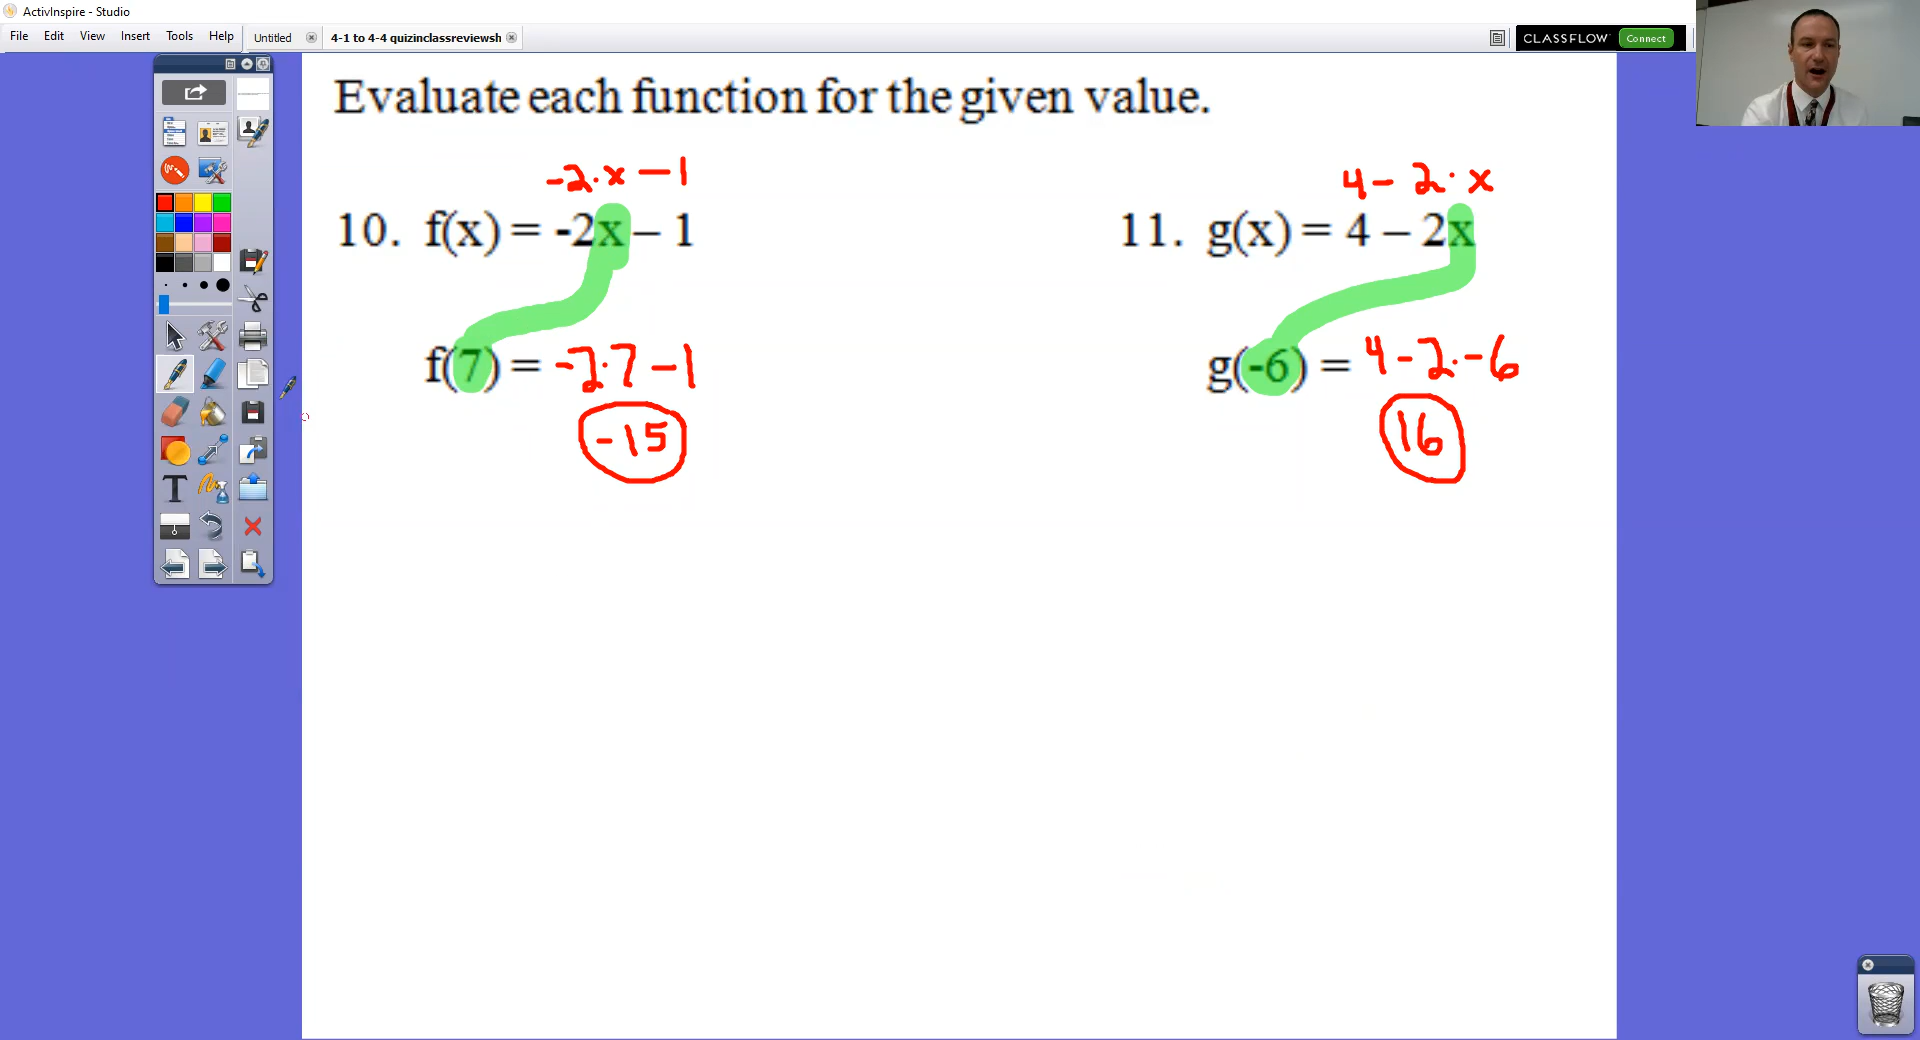 ActivInspire - Studio
File Edit View Insert Tools Help
Untitled 4-1 to 4-4 quizinclassreviewsh
CLASSFLOW Connect
Evaluate each function for the given value.
-2·x-1
10. f(x) = -2x – 1
f(7) = -2·7-1
-15
4-2·x
11. g(x) = 4 – 2x
g(-6) = 4-2·-6
16